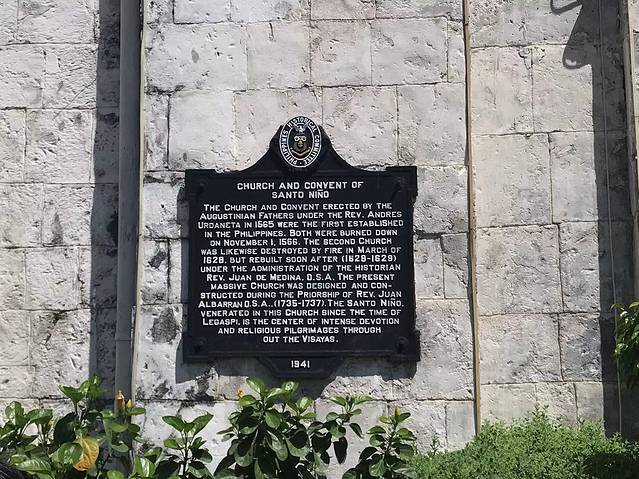 PHILIPPINES HISTORICAL COMMITTEE
CHURCH AND CONVENT OF
SANTO NIÑO
THE CHURCH AND CONVENT ERECTED BY THE
AUGUSTINIAN FATHERS UNDER THE REV. ANDRES
URDANETA IN 1565 WERE THE FIRST ESTABLISHED
IN THE PHILIPPINES. BOTH WERE BURNED DOWN
ON NOVEMBER 1, 1566. THE SECOND CHURCH
WAS LIKEWISE DESTROYED BY FIRE IN MARCH OF
1628, BUT REBUILT SOON AFTER (1628-1629)
UNDER THE ADMINISTRATION OF THE HISTORIAN
REV. JUAN DE MEDINA, O.S.A. THE PRESENT
MASSIVE CHURCH WAS DESIGNED AND CON-
STRUCTED DURING THE PRIORSHIP OF REV. JUAN
ALBARRAN O.S.A., (1735-1737). THE SANTO NIÑO,
VENERATED IN THIS CHURCH SINCE THE TIME OF
LEGASPI, IS THE CENTER OF INTENSE DEVOTION
AND RELIGIOUS PILGRIMAGES THROUGH
OUT THE VISAYAS.
1941